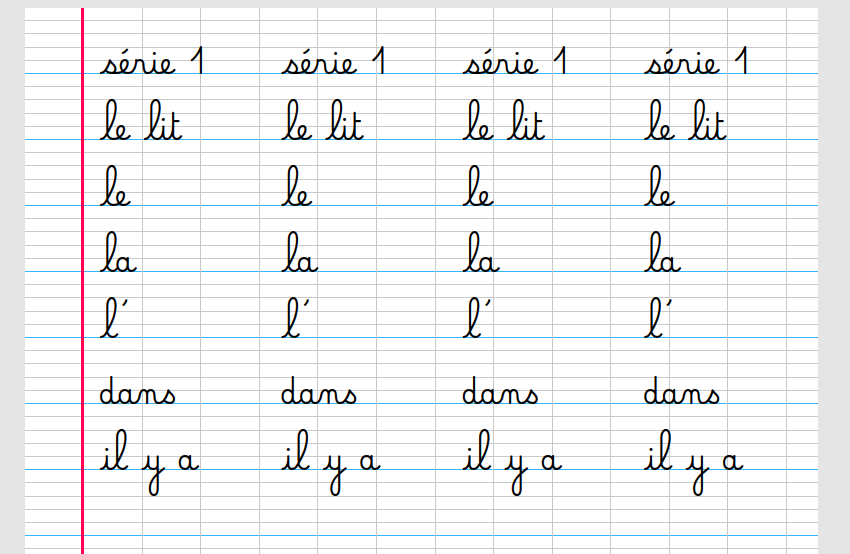 série 1 série 1 série 1 série 1
le lit le lit le lit le lit
le le le le
la la la la
l' l' l' l'
dans dans dans dans
il y a il y a il y a il y a